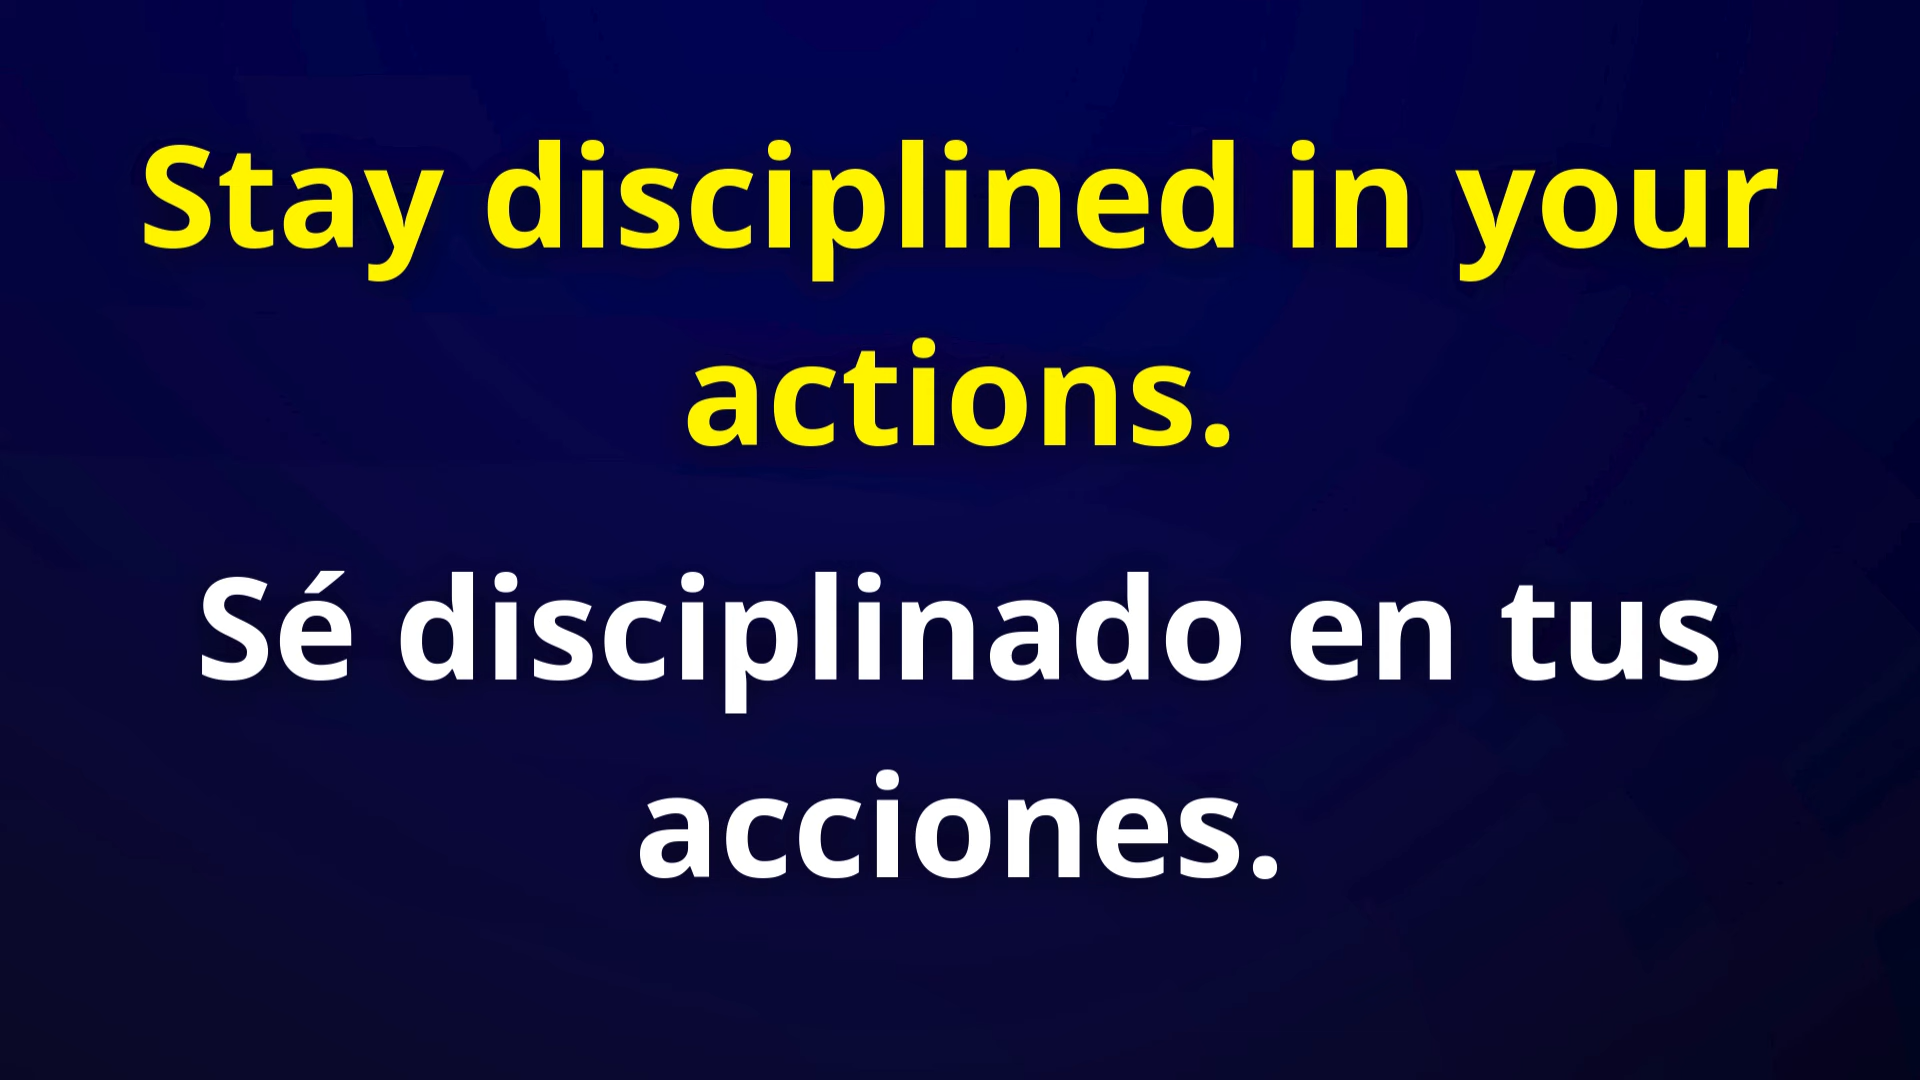 Stay disciplined in your
actions.
Sé disciplinado en tus
acciones.